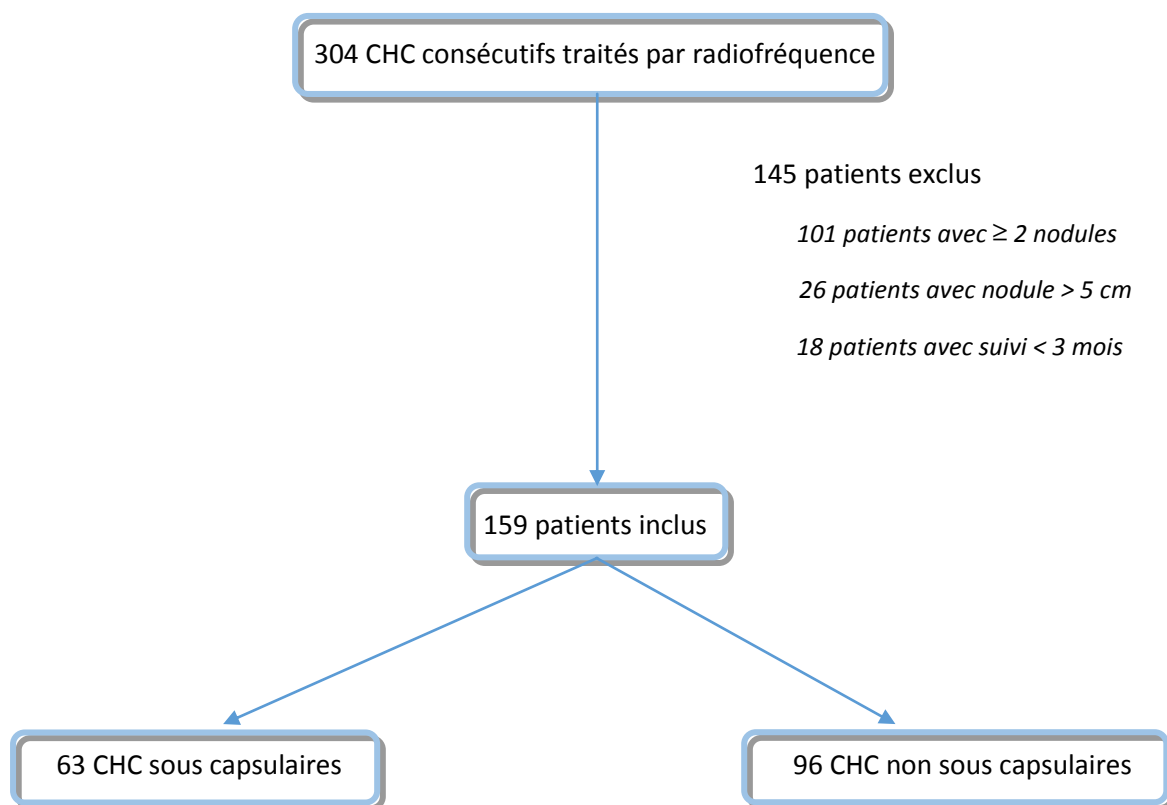 304 CHC consécutifs traités par radiofréquence
145 patients exclus
101 patients avec ≥ 2 nodules
26 patients avec nodule > 5 cm
18 patients avec suivi < 3 mois
159 patients inclus
63 CHC sous capsulaires
96 CHC non sous capsulaires